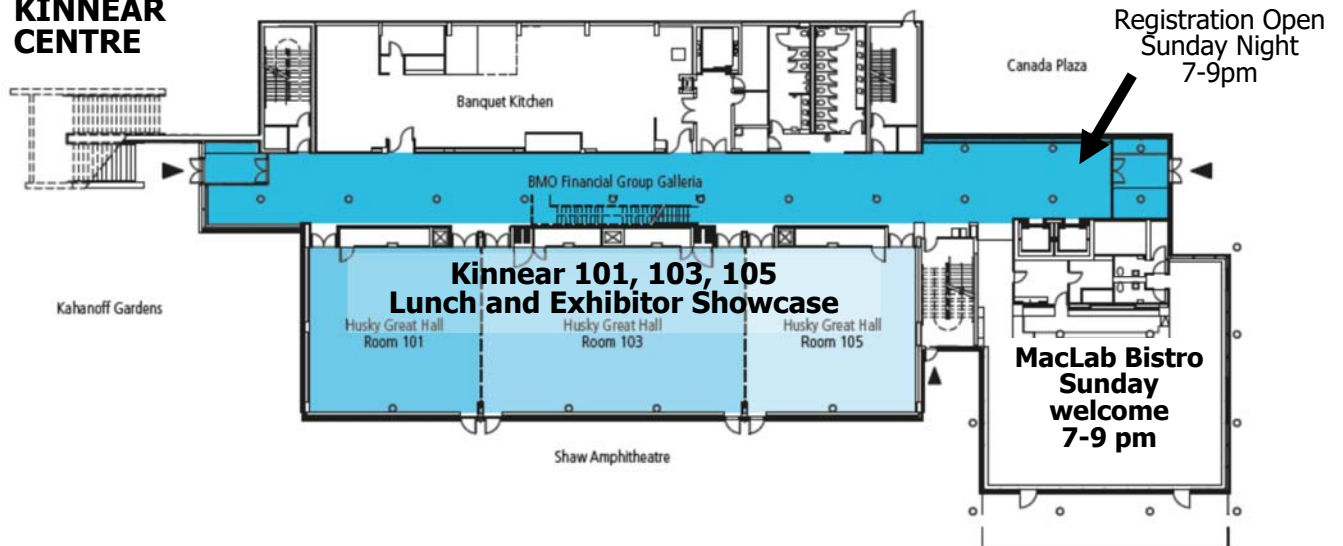 KINNEAR
CENTRE
Registration Open
Sunday Night
7-9pm
Canada Plaza
Banquet Kitchen
BMO Financial Group Galleria
Kinnear 101, 103, 105
Lunch and Exhibitor Showcase
Kahanoff Gardens
Husky Great Hall
Room 101
Husky Great Hall
Room 103
Husky Great Hall
Room 105
MacLab Bistro
Sunday
welcome
7-9 pm
Shaw Amphitheatre